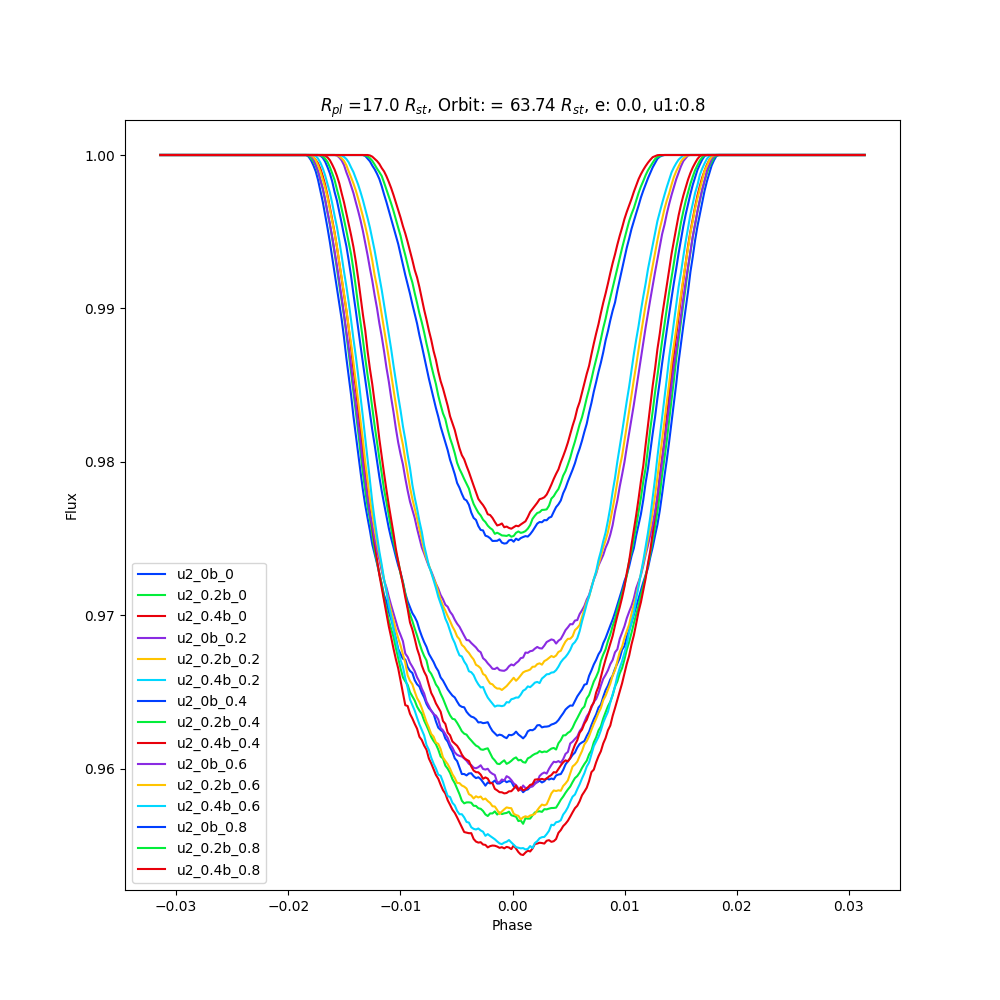 R_pl =17.0 R_st, Orbit: = 63.74 R_st, e: 0.0, u1:0.8
1.00
0.99
0.98
0.97
0.96
Flux
u2_0b_0
u2_0.2b_0
u2_0.4b_0
u2_0b_0.2
u2_0.2b_0.2
u2_0.4b_0.2
u2_0b_0.4
u2_0.2b_0.4
u2_0.4b_0.4
u2_0b_0.6
u2_0.2b_0.6
u2_0.4b_0.6
u2_0b_0.8
u2_0.2b_0.8
u2_0.4b_0.8
−0.03 −0.02 −0.01 0.00 0.01 0.02 0.03
Phase